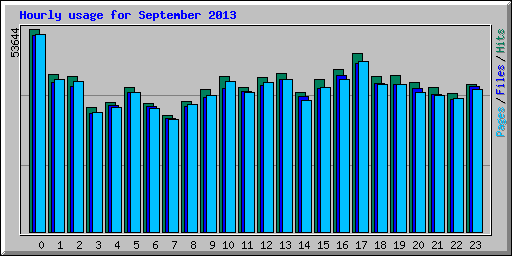 Hourly usage for September 2013
53644
Pages / Files / Hits
0 1 2 3 4 5 6 7 8 9 10 11 12 13 14 15 16 17 18 19 20 21 22 23